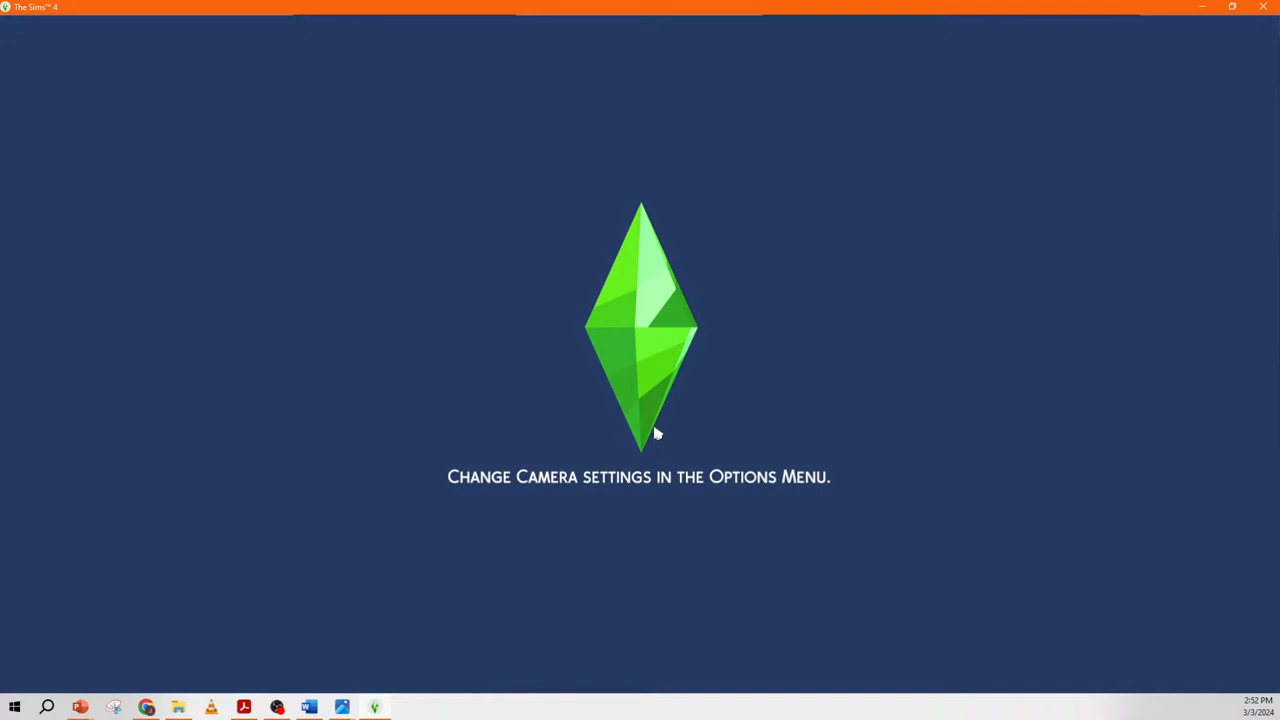 The Sims™ 4
CHANGE CAMERA SETTINGS IN THE OPTIONS MENU.
2:52 PM
3/3/2024